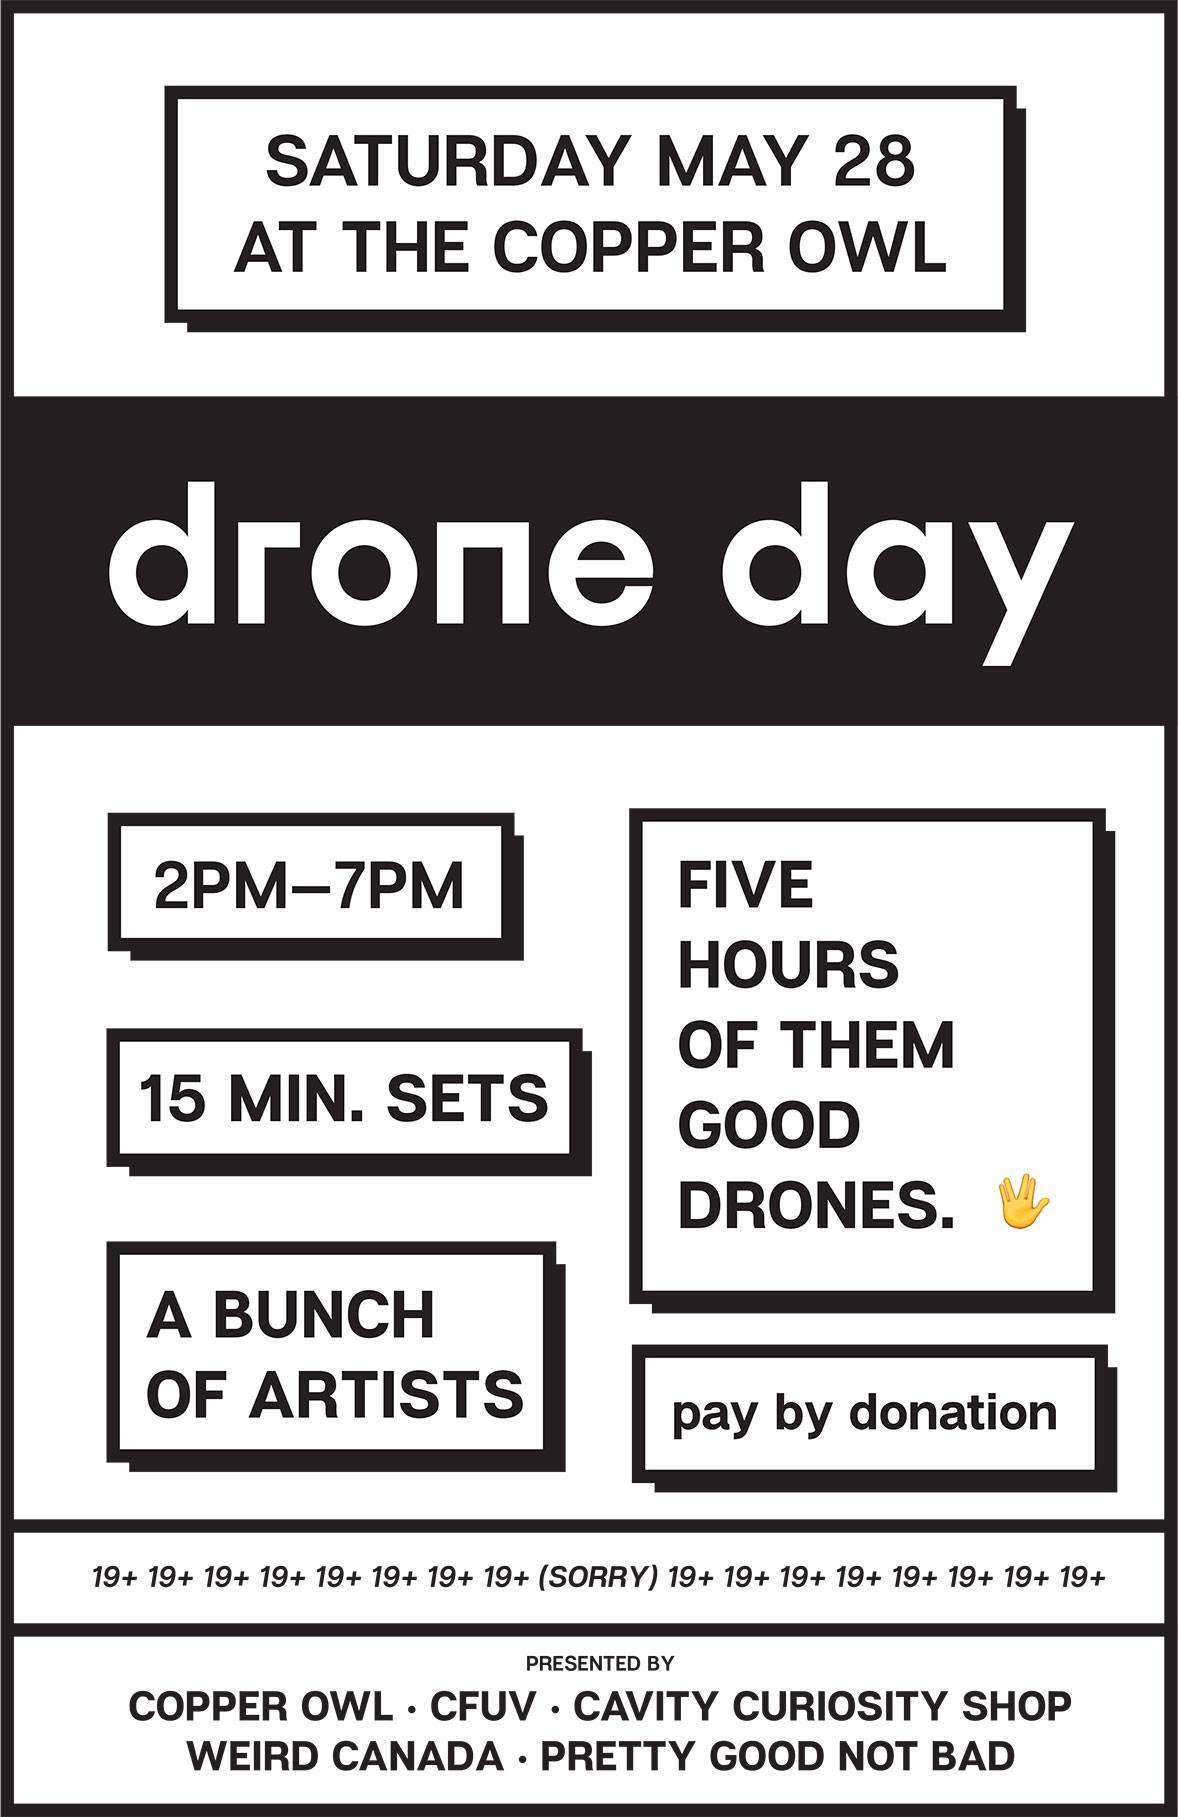 SATURDAY MAY 28
AT THE COPPER OWL
drone day
2PM–7PM
15 MIN. SETS
A BUNCH
OF ARTISTS
FIVE
HOURS
OF THEM
GOOD
DRONES. 🖖
pay by donation
19+ 19+ 19+ 19+ 19+ 19+ 19+ 19+ (SORRY) 19+ 19+ 19+ 19+ 19+ 19+ 19+ 19+
PRESENTED BY
COPPER OWL · CFUV · CAVITY CURIOSITY SHOP
WEIRD CANADA · PRETTY GOOD NOT BAD